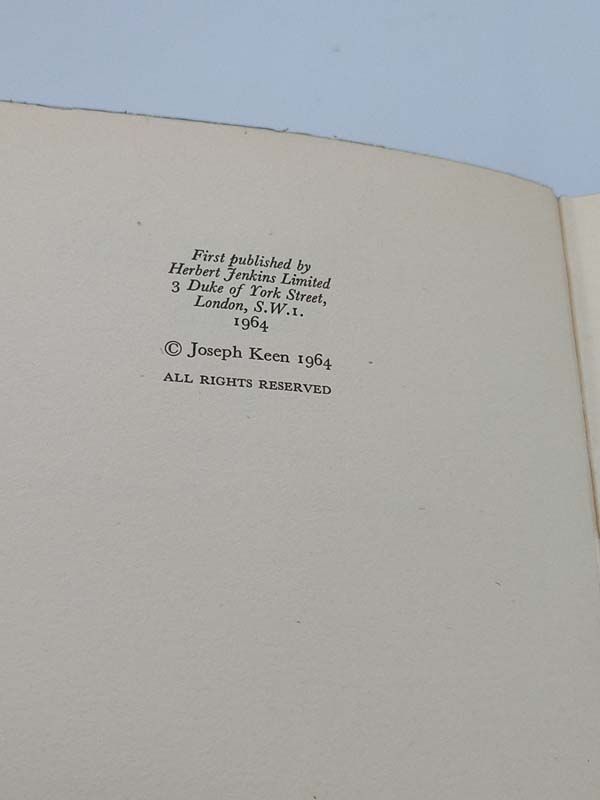 First published by
Herbert Jenkins Limited
3 Duke of York Street,
London, S.W.1.
1964
© Joseph Keen 1964
ALL RIGHTS RESERVED